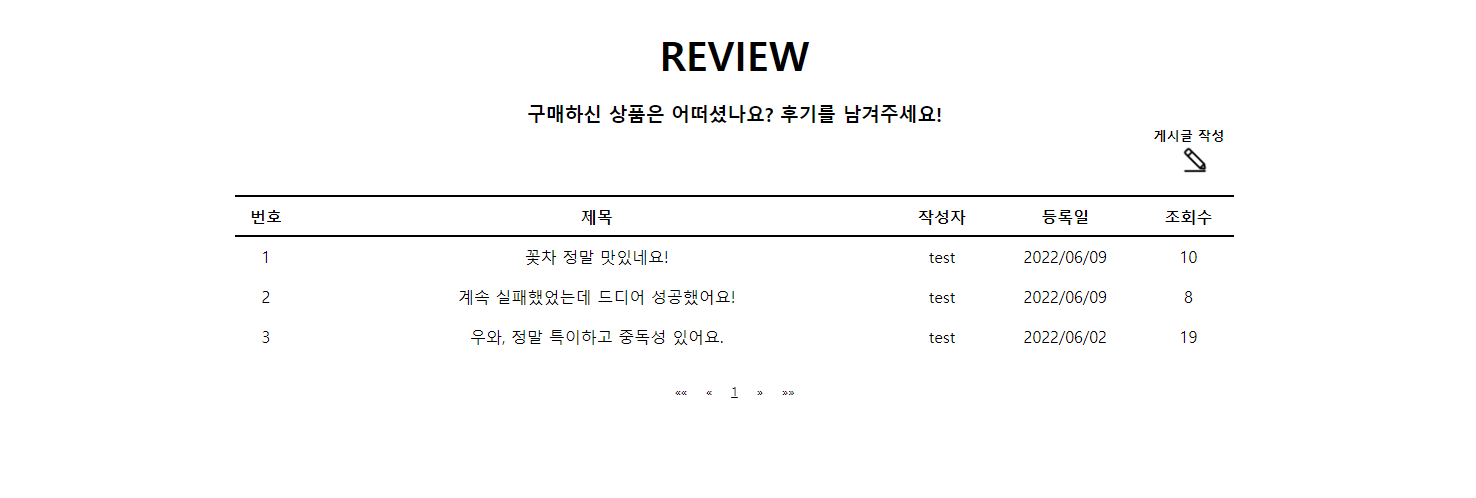 REVIEW
구매하신 상품은 어떠셨나요? 후기를 남겨주세요!
게시글 작성
번호 제목 작성자 등록일 조회수
1 꽃차 정말 맛있네요! test 2022/06/09 10
2 계속 실패했었는데 드디어 성공했어요! test 2022/06/09 8
3 우와, 정말 특이하고 중독성 있어요. test 2022/06/02 19
«« « 1 » »»